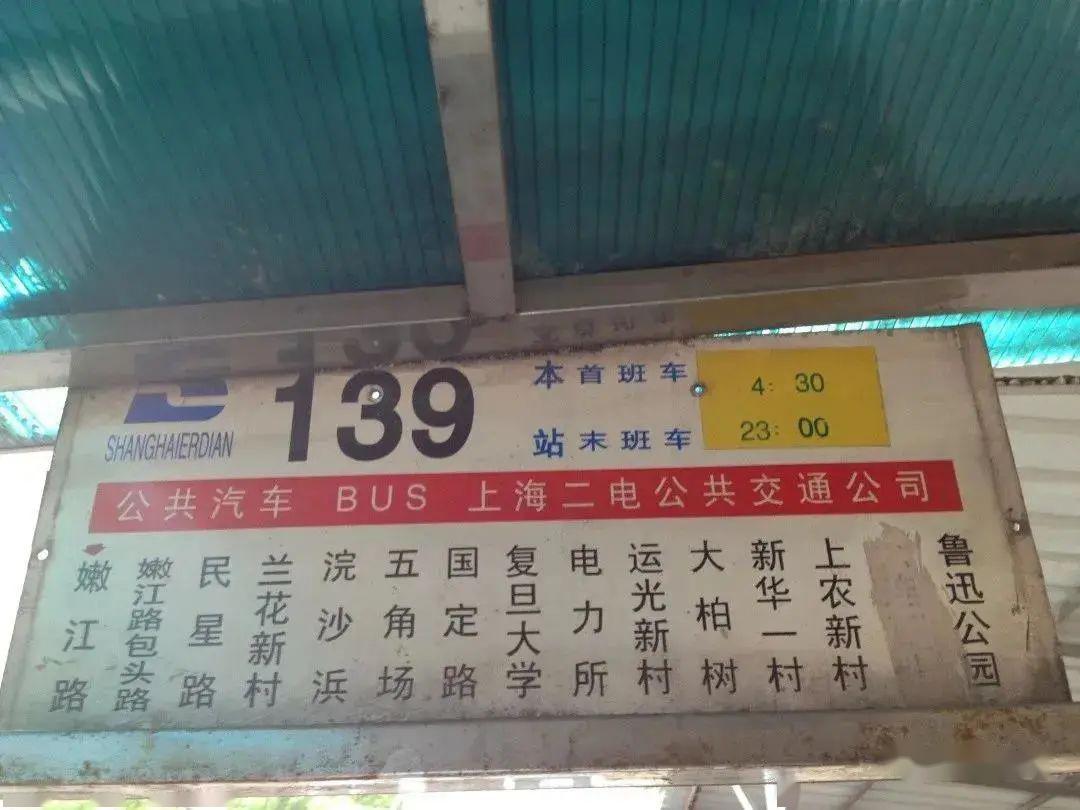 SHANGHAIERDIAN
139
本站
首班车 4:30
末班车 23:00
公共汽车 BUS 上海二电公共交通公司
嫩江路
嫩江路包头路
民星路
兰花新村
浣沙浜
五角场
国定路
复旦大学
电力所
运光新村
大柏树
新华一村
上农新村
鲁迅公园